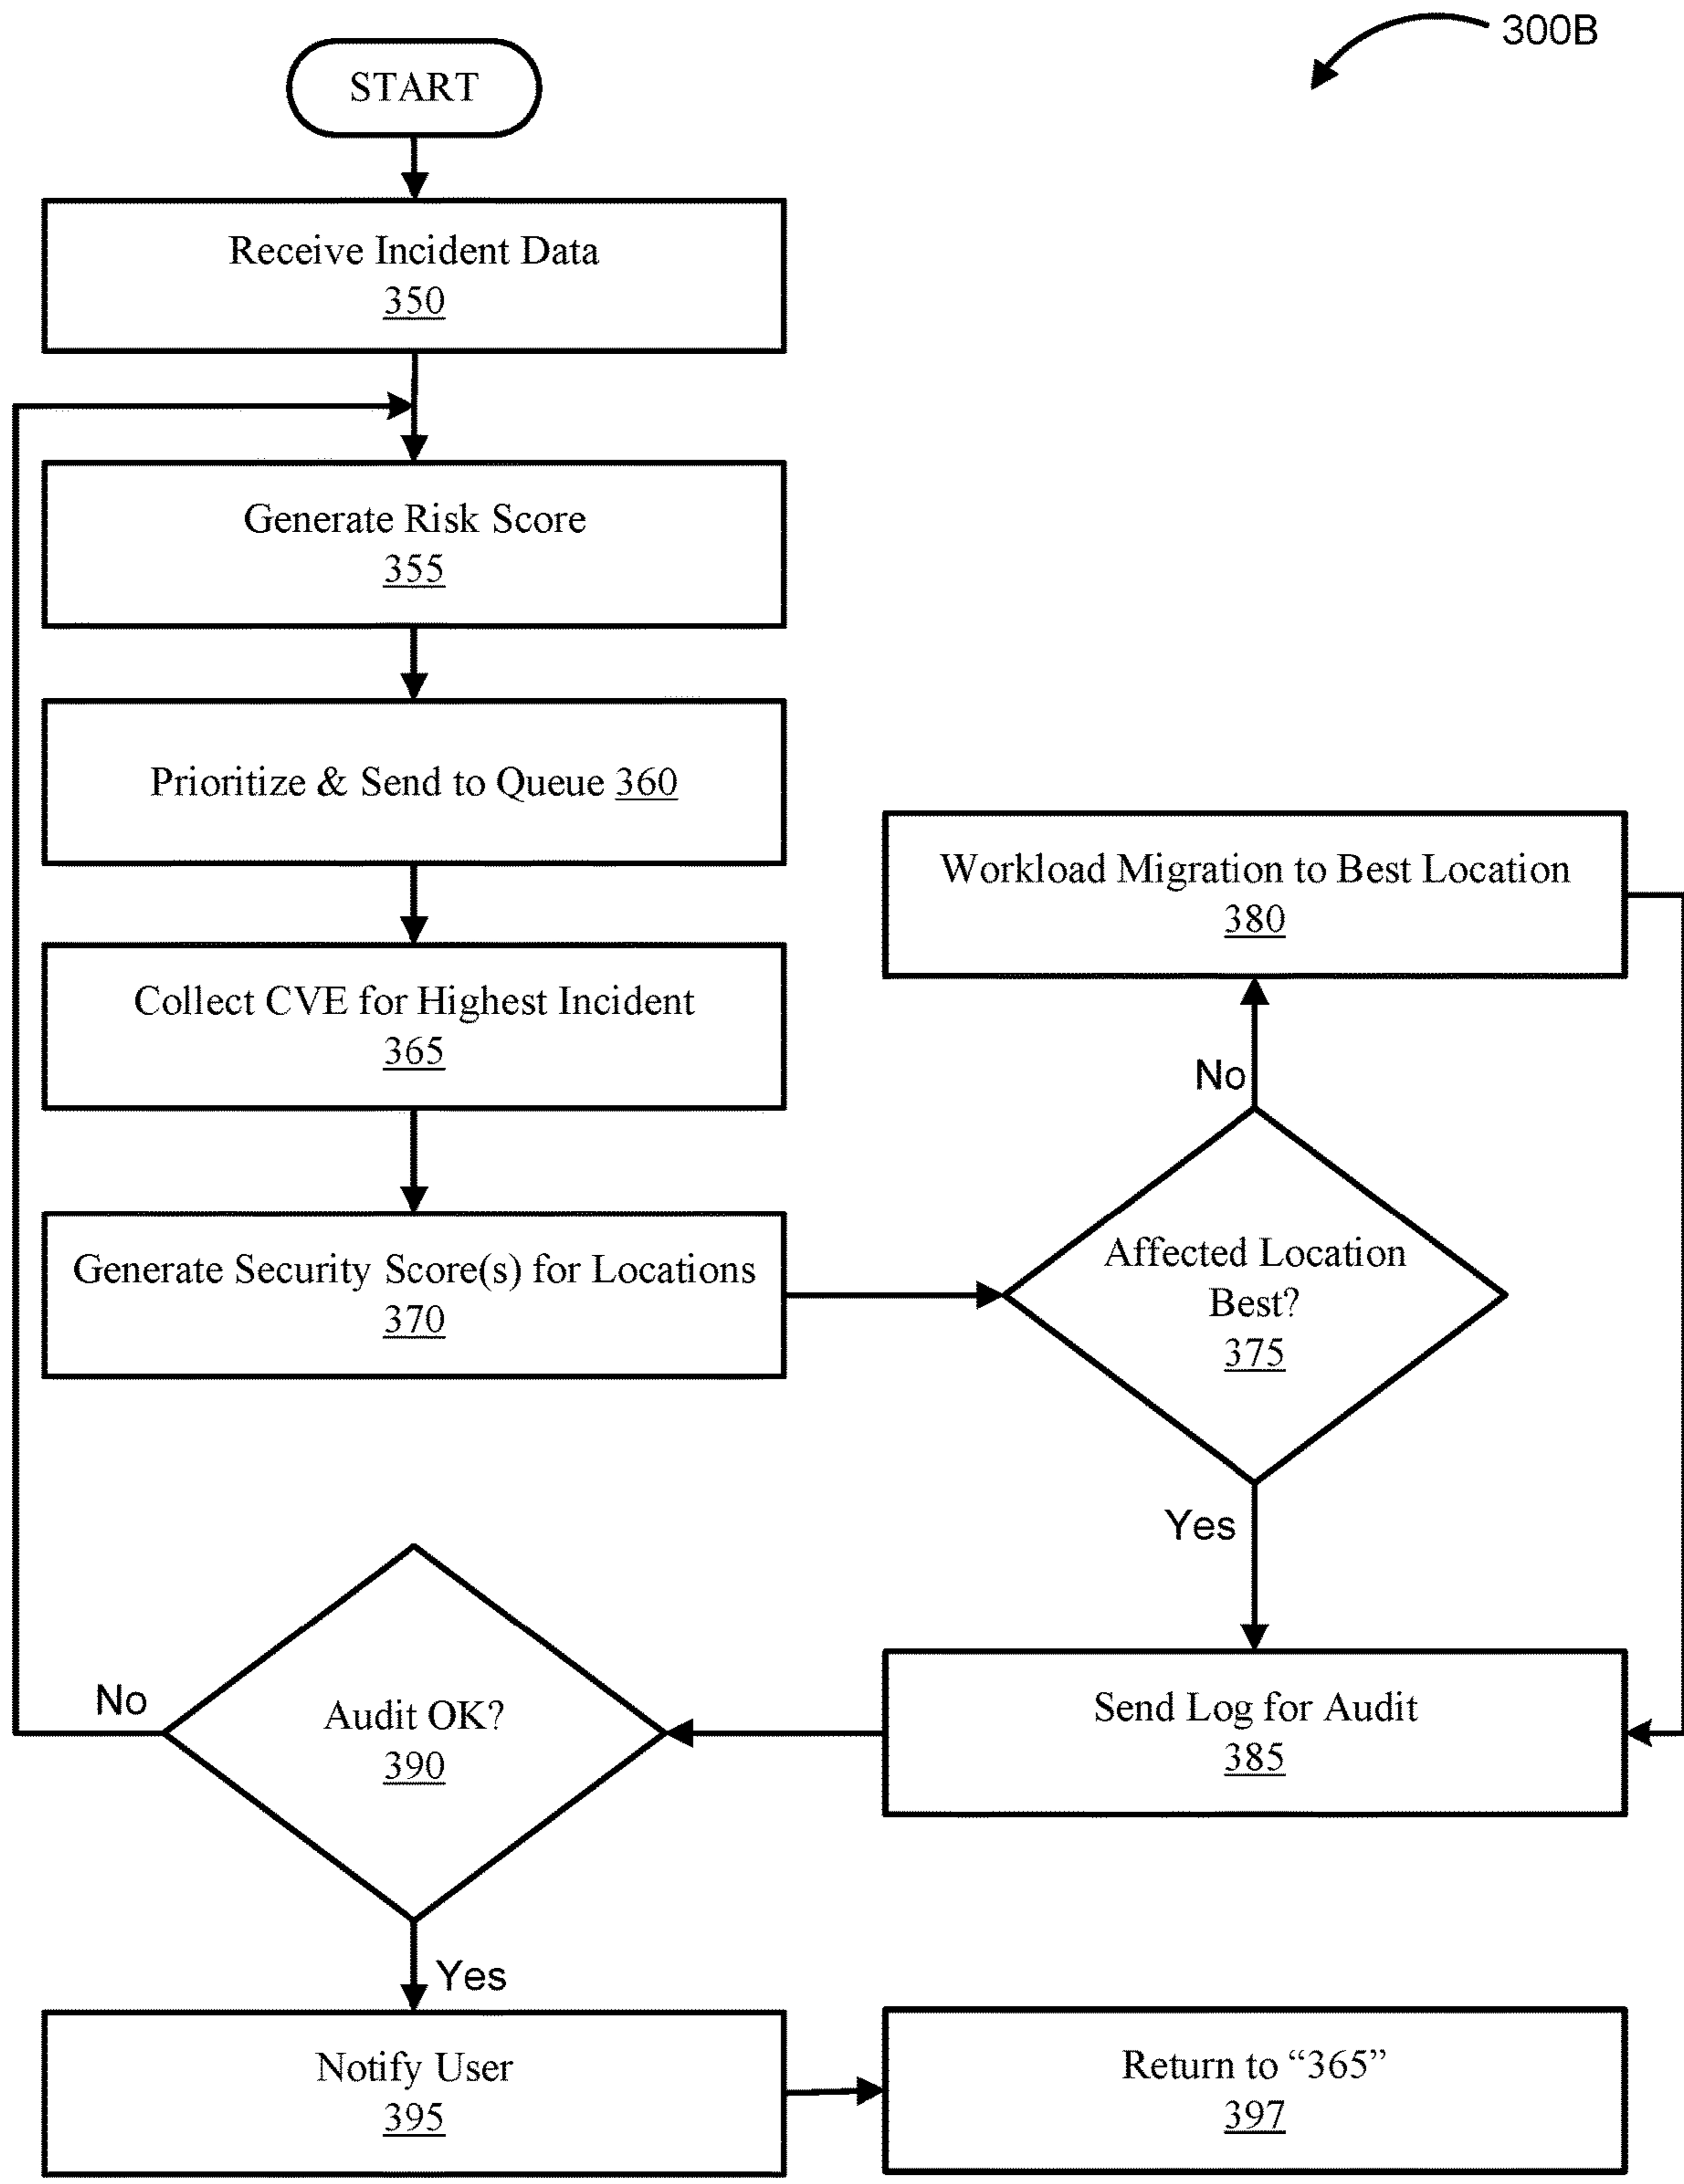 300B
START
Receive Incident Data
350
Generate Risk Score
355
Prioritize & Send to Queue 360
Collect CVE for Highest Incident
365
Generate Security Score(s) for Locations
370
Workload Migration to Best Location
380
No
Affected Location
Best?
375
Yes
Send Log for Audit
385
No
Audit OK?
390
Yes
Notify User
395
Return to “365”
397